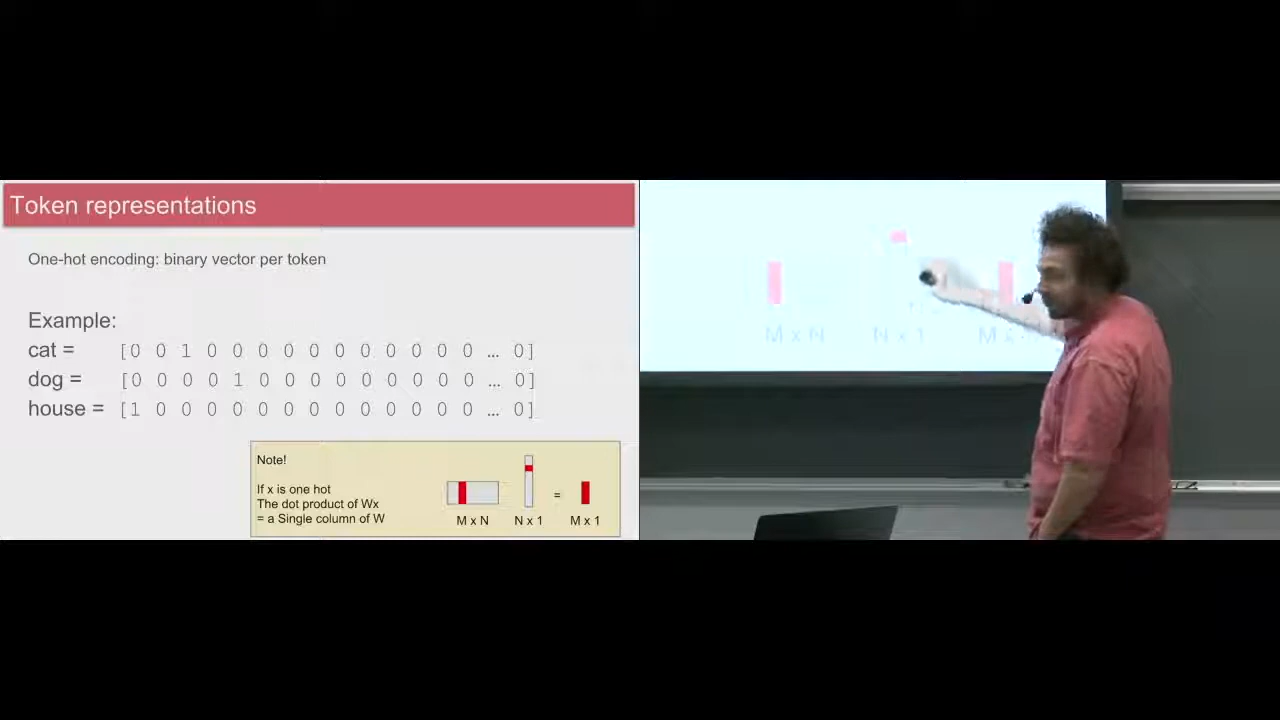 Token representations
One-hot encoding: binary vector per token
Example:
cat = [0 0 1 0 0 0 0 0 0 0 0 0 0 0 … 0]
dog = [0 0 0 0 1 0 0 0 0 0 0 0 0 0 … 0]
house = [1 0 0 0 0 0 0 0 0 0 0 0 0 0 … 0]
Note!
If x is one hot
The dot product of Wx
= a Single column of W
=
M x N N x 1 M x 1
M x N N x 1 M